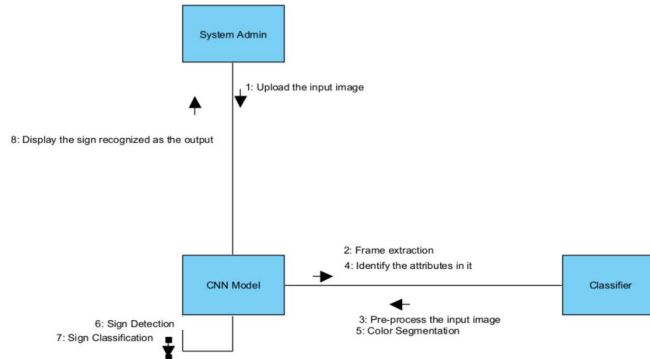 System Admin
1: Upload the input image
8: Display the sign recognized as the output
2: Frame extraction
4: Identify the attributes in it
CNN Model
Classifier
3: Pre-process the input image
5: Color Segmentation
6: Sign Detection
7: Sign Classification